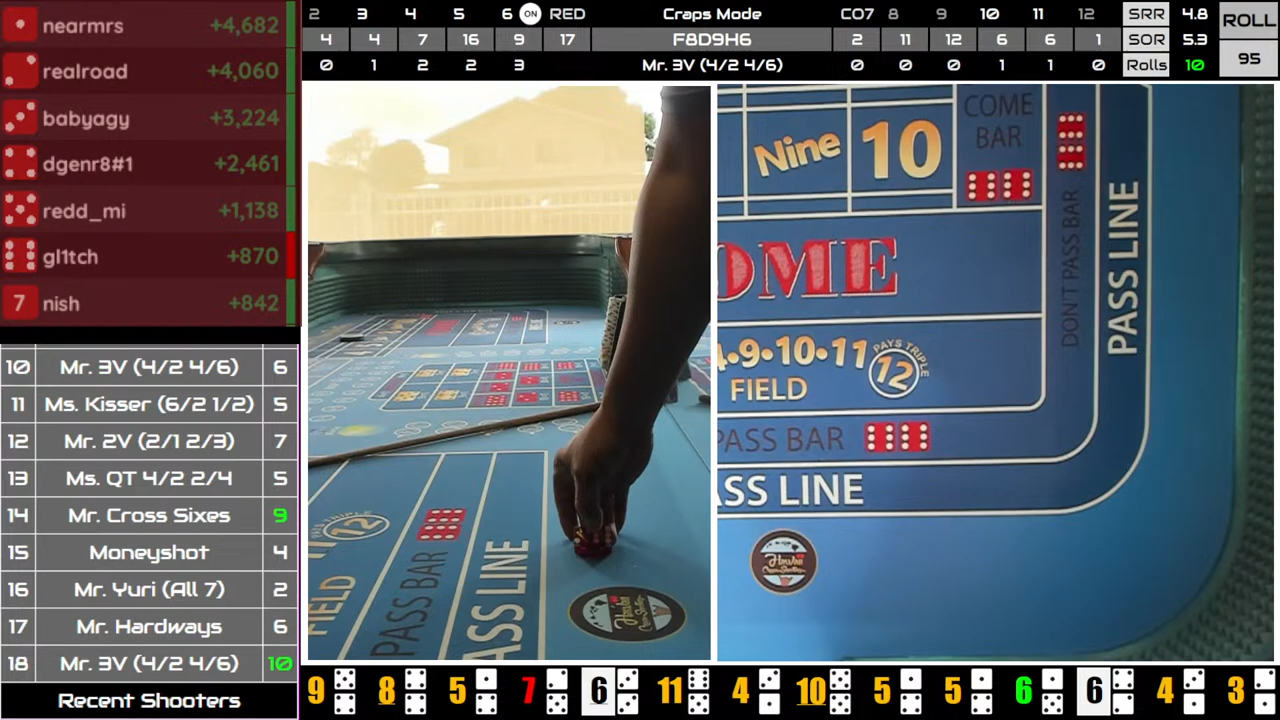 nearmrs +4,682
realroad +4,060
babyagy +3,224
dgenr8#1 +2,461
redd_mi +1,138
gl1tch +870
7 nish +842
10 Mr. 3V (4/2 4/6) 6
11 Ms. Kisser (6/2 1/2) 5
12 Mr. 2V (2/1 2/3) 7
13 Ms. QT 4/2 2/4 5
14 Mr. Cross Sixes 9
15 Moneyshot 4
16 Mr. Yuri (All 7) 2
17 Mr. Hardways 6
18 Mr. 3V (4/2 4/6) 10
Recent Shooters
2 3 4 5 6 ON RED Craps Mode CO7 8 9 10 11 12 SRR 4.8
4 4 7 16 9 17 F8D9H6 2 11 12 6 6 1 SOR 5.3
0 1 2 2 3 Mr. 3V (4/2 4/6) 0 0 0 1 1 0 Rolls 10
ROLL
95
12
FIELD
PASS BAR
ASS LINE
Nine
10
COME
BAR
OME
DON'T PASS BAR
PASS LINE
4•9•10•11
PAYS TRIPLE
12
FIELD
PASS BAR
ASS LINE
9 8 5 7 6 11 4 10 5 5 6 6 4 3